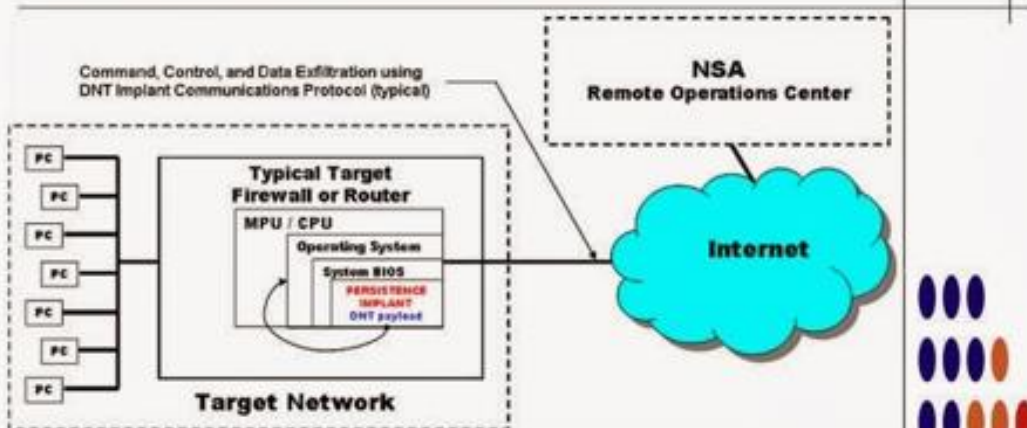 Command, Control, and Data Exfiltration using
DNT Implant Communications Protocol (typical)
NSA
Remote Operations Center
PC
PC
PC
PC
PC
PC
PC
Typical Target
Firewall or Router
MPU / CPU
Operating System
System BIOS
PERSISTENCE
IMPLANT
DNT payload
Internet
Target Network